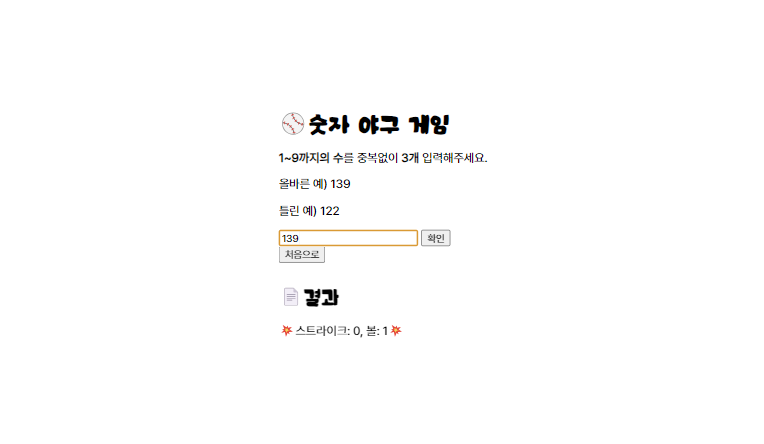 숫자 야구 게임
1~9까지의 수를 중복없이 3개 입력해주세요.
올바른 예) 139
틀린 예) 122
139 확인
처음으로
결과
스트라이크: 0, 볼: 1